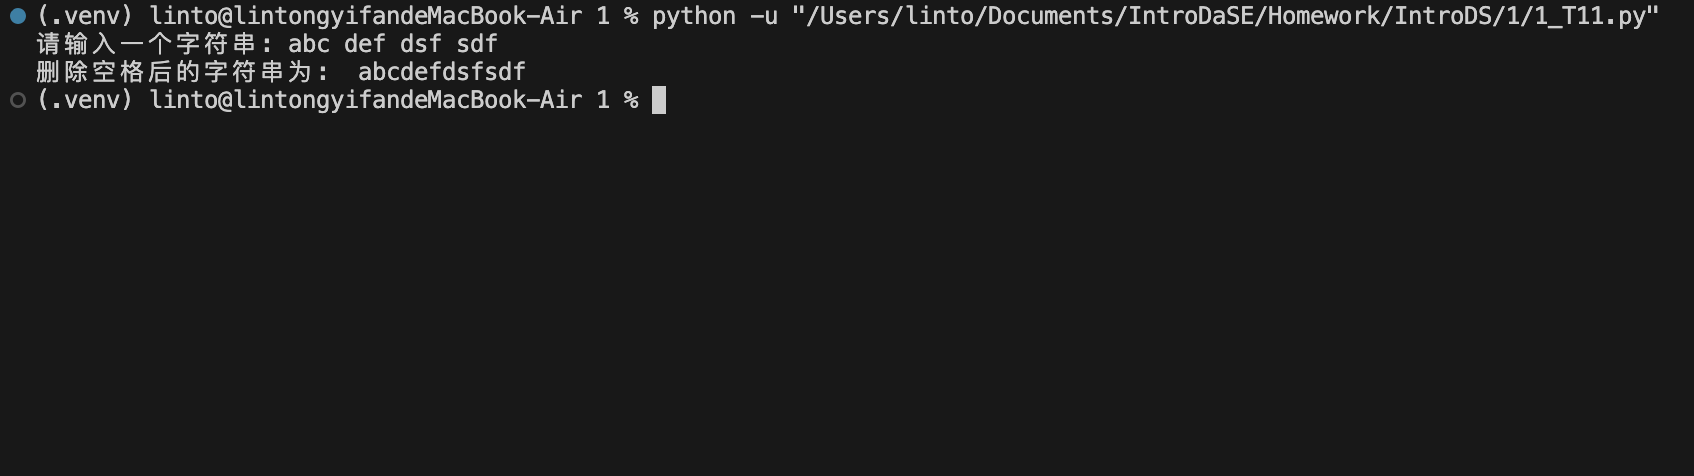 (.venv) linto@lintongyifandeMacBook-Air 1 % python -u "/Users/linto/Documents/IntroDaSE/Homework/IntroDS/1/1_T11.py"
请输入一个字符串: abc def dsf sdf
删除空格后的字符串为:  abcdefdsfsdf
(.venv) linto@lintongyifandeMacBook-Air 1 %